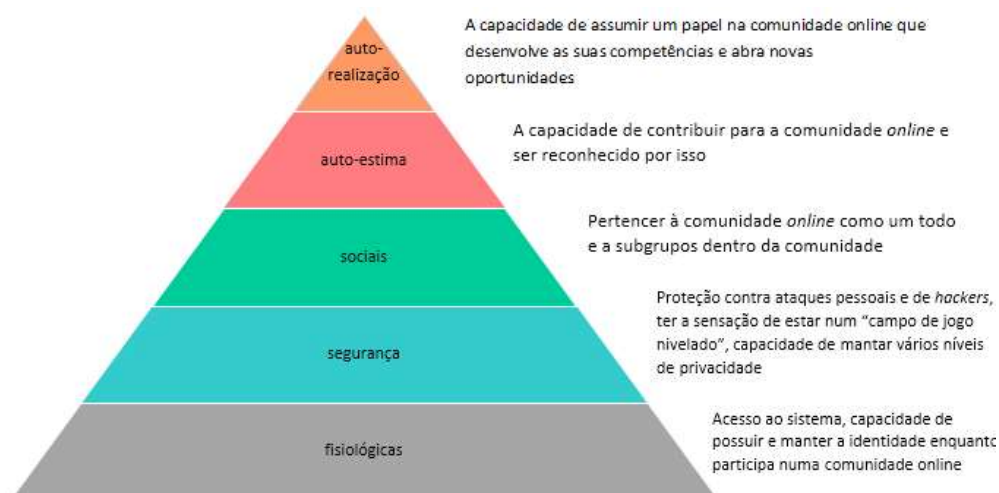 auto-
realização
A capacidade de assumir um papel na comunidade online que
desenvolve as suas competências e abra novas
oportunidades
auto-estima
A capacidade de contribuir para a comunidade online e
ser reconhecido por isso
sociais
Pertencer à comunidade online como um todo
e a subgrupos dentro da comunidade
segurança
Proteção contra ataques pessoais e de hackers,
ter a sensação de estar num “campo de jogo
nivelado”, capacidade de mantar vários níveis
de privacidade
fisiológicas
Acesso ao sistema, capacidade de
possuir e manter a identidade enquanto
participa numa comunidade online